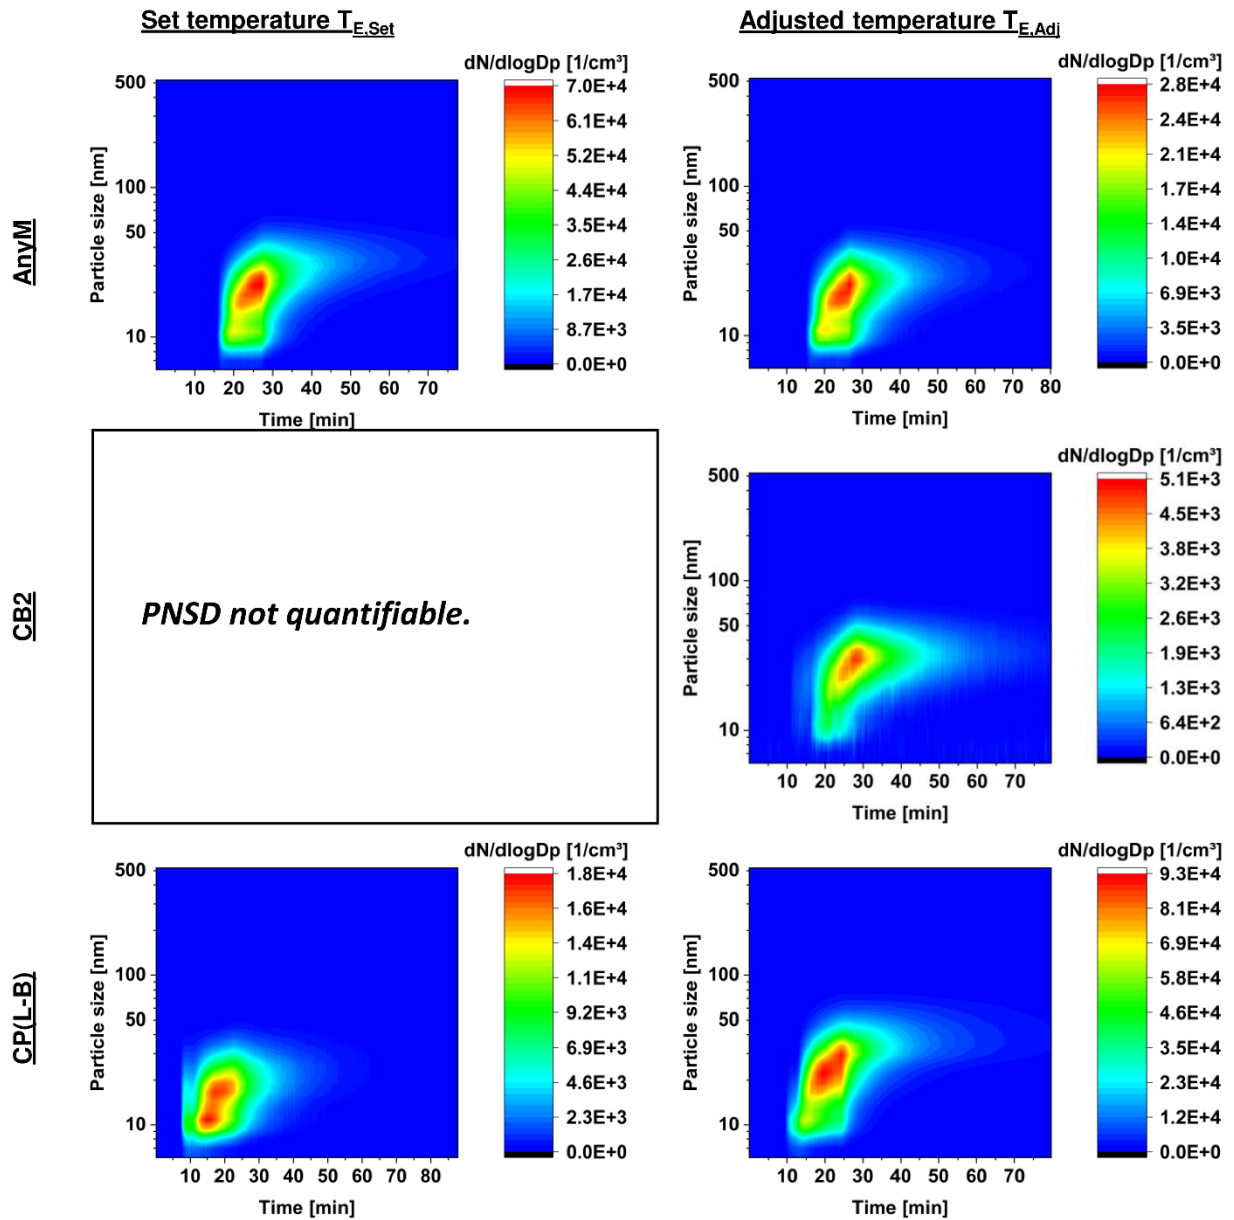 Set temperature T_E,Set
Adjusted temperature T_E,Adj
AnyM
dN/dlogDp [1/cm³]
Particle size [nm]
500
100
50
10
10 20 30 40 50 60 70
Time [min]
7.0E+4
6.1E+4
5.2E+4
4.4E+4
3.5E+4
2.6E+4
1.7E+4
8.7E+3
0.0E+0
dN/dlogDp [1/cm³]
Particle size [nm]
500
100
50
10
10 20 30 40 50 60 70 80
Time [min]
2.8E+4
2.4E+4
2.1E+4
1.7E+4
1.4E+4
1.0E+4
6.9E+3
3.5E+3
0.0E+0
CB2
PNSD not quantifiable.
dN/dlogDp [1/cm³]
Particle size [nm]
500
100
50
10
10 20 30 40 50 60 70
Time [min]
5.1E+3
4.5E+3
3.8E+3
3.2E+3
2.6E+3
1.9E+3
1.3E+3
6.4E+2
0.0E+0
CP(L-B)
dN/dlogDp [1/cm³]
Particle size [nm]
500
100
50
10
10 20 30 40 50 60 70 80
Time [min]
1.8E+4
1.6E+4
1.4E+4
1.1E+4
9.2E+3
6.9E+3
4.6E+3
2.3E+3
0.0E+0
dN/dlogDp [1/cm³]
Particle size [nm]
500
100
50
10
10 20 30 40 50 60 70
Time [min]
9.3E+4
8.1E+4
6.9E+4
5.8E+4
4.6E+4
3.5E+4
2.3E+4
1.2E+4
0.0E+0